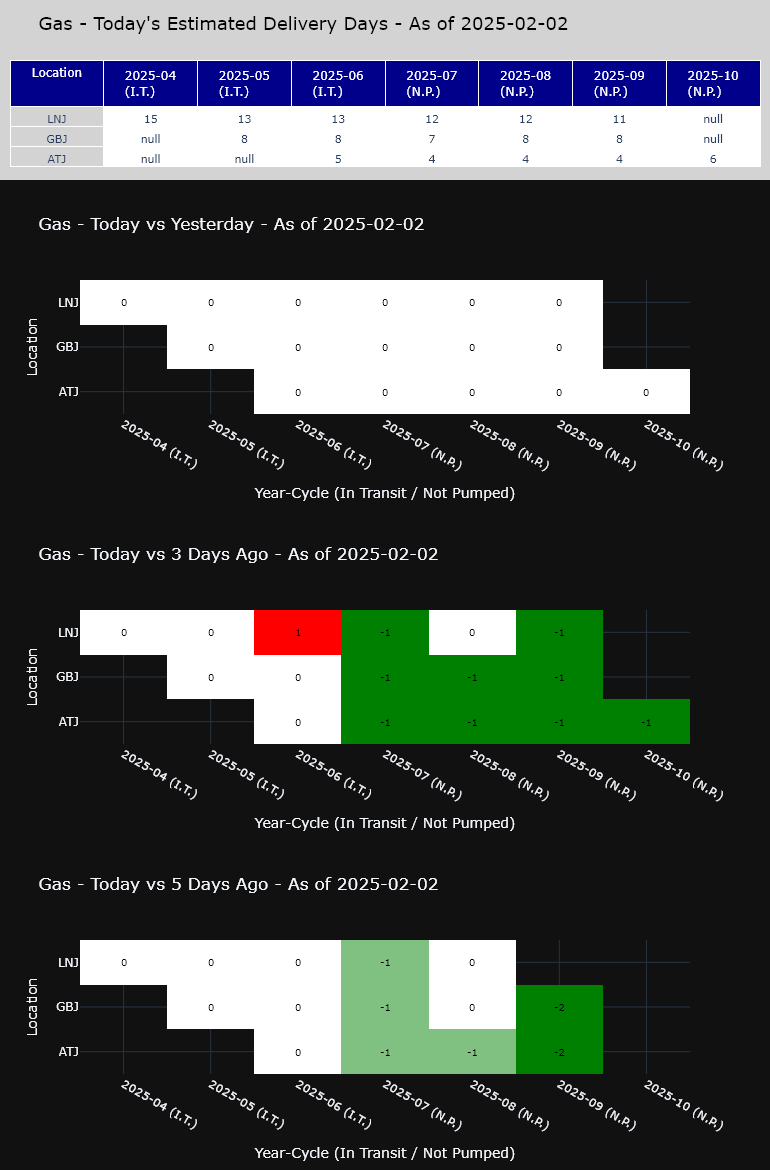 Gas - Today's Estimated Delivery Days - As of 2025-02-02
Location 2025-04 (I.T.) 2025-05 (I.T.) 2025-06 (I.T.) 2025-07 (N.P.) 2025-08 (N.P.) 2025-09 (N.P.) 2025-10 (N.P.)
LNJ 15 13 13 12 12 11 null
GBJ null 8 8 7 8 8 null
ATJ null null 5 4 4 4 6
Gas - Today vs Yesterday - As of 2025-02-02
Location
LNJ 0 0 0 0 0 0
GBJ 0 0 0 0 0
ATJ 0 0 0 0 0
2025-04 (I.T.) 2025-05 (I.T.) 2025-06 (I.T.) 2025-07 (N.P.) 2025-08 (N.P.) 2025-09 (N.P.) 2025-10 (N.P.)
Year-Cycle (In Transit / Not Pumped)
Gas - Today vs 3 Days Ago - As of 2025-02-02
Location
LNJ 0 0 1 -1 0 -1
GBJ 0 0 -1 -1 -1
ATJ 0 -1 -1 -1 -1
2025-04 (I.T.) 2025-05 (I.T.) 2025-06 (I.T.) 2025-07 (N.P.) 2025-08 (N.P.) 2025-09 (N.P.) 2025-10 (N.P.)
Year-Cycle (In Transit / Not Pumped)
Gas - Today vs 5 Days Ago - As of 2025-02-02
Location
LNJ 0 0 0 -1 0
GBJ 0 0 -1 0 -2
ATJ 0 -1 -1 -2
2025-04 (I.T.) 2025-05 (I.T.) 2025-06 (I.T.) 2025-07 (N.P.) 2025-08 (N.P.) 2025-09 (N.P.) 2025-10 (N.P.)
Year-Cycle (In Transit / Not Pumped)